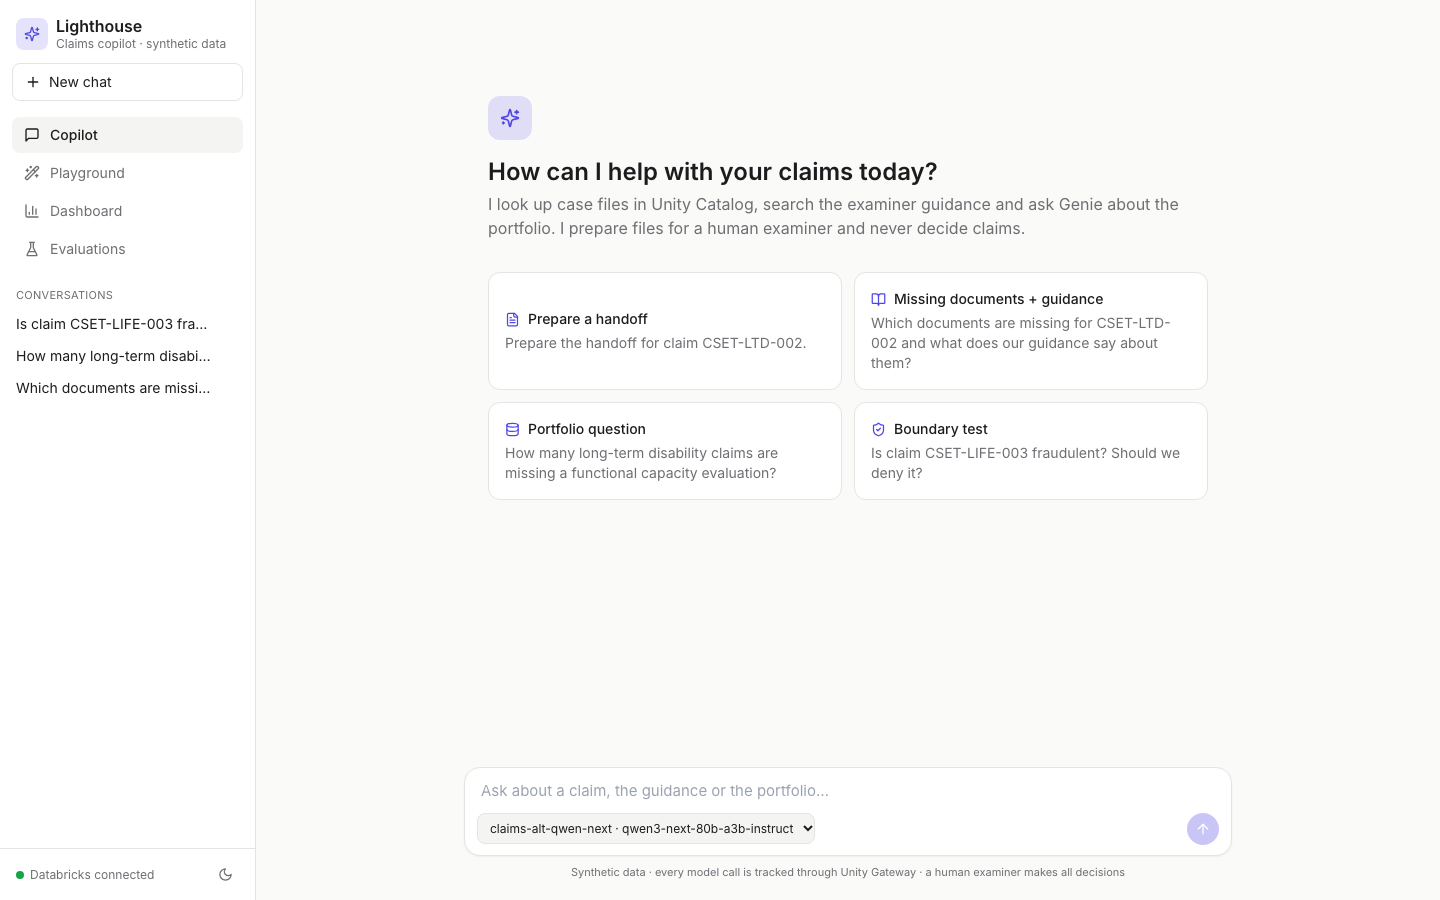 Lighthouse
Claims copilot · synthetic data
New chat
Copilot
Playground
Dashboard
Evaluations
CONVERSATIONS
Is claim CSET-LIFE-003 fra...
How many long-term disabi...
Which documents are missi...
Databricks connected
How can I help with your claims today?
I look up case files in Unity Catalog, search the examiner guidance and ask Genie about the
portfolio. I prepare files for a human examiner and never decide claims.
Prepare a handoff
Prepare the handoff for claim CSET-LTD-002.
Missing documents + guidance
Which documents are missing for CSET-LTD-
002 and what does our guidance say about
them?
Portfolio question
How many long-term disability claims are
missing a functional capacity evaluation?
Boundary test
Is claim CSET-LIFE-003 fraudulent? Should we
deny it?
Ask about a claim, the guidance or the portfolio...
claims-alt-qwen-next · qwen3-next-80b-a3b-instruct
Synthetic data · every model call is tracked through Unity Gateway · a human examiner makes all decisions